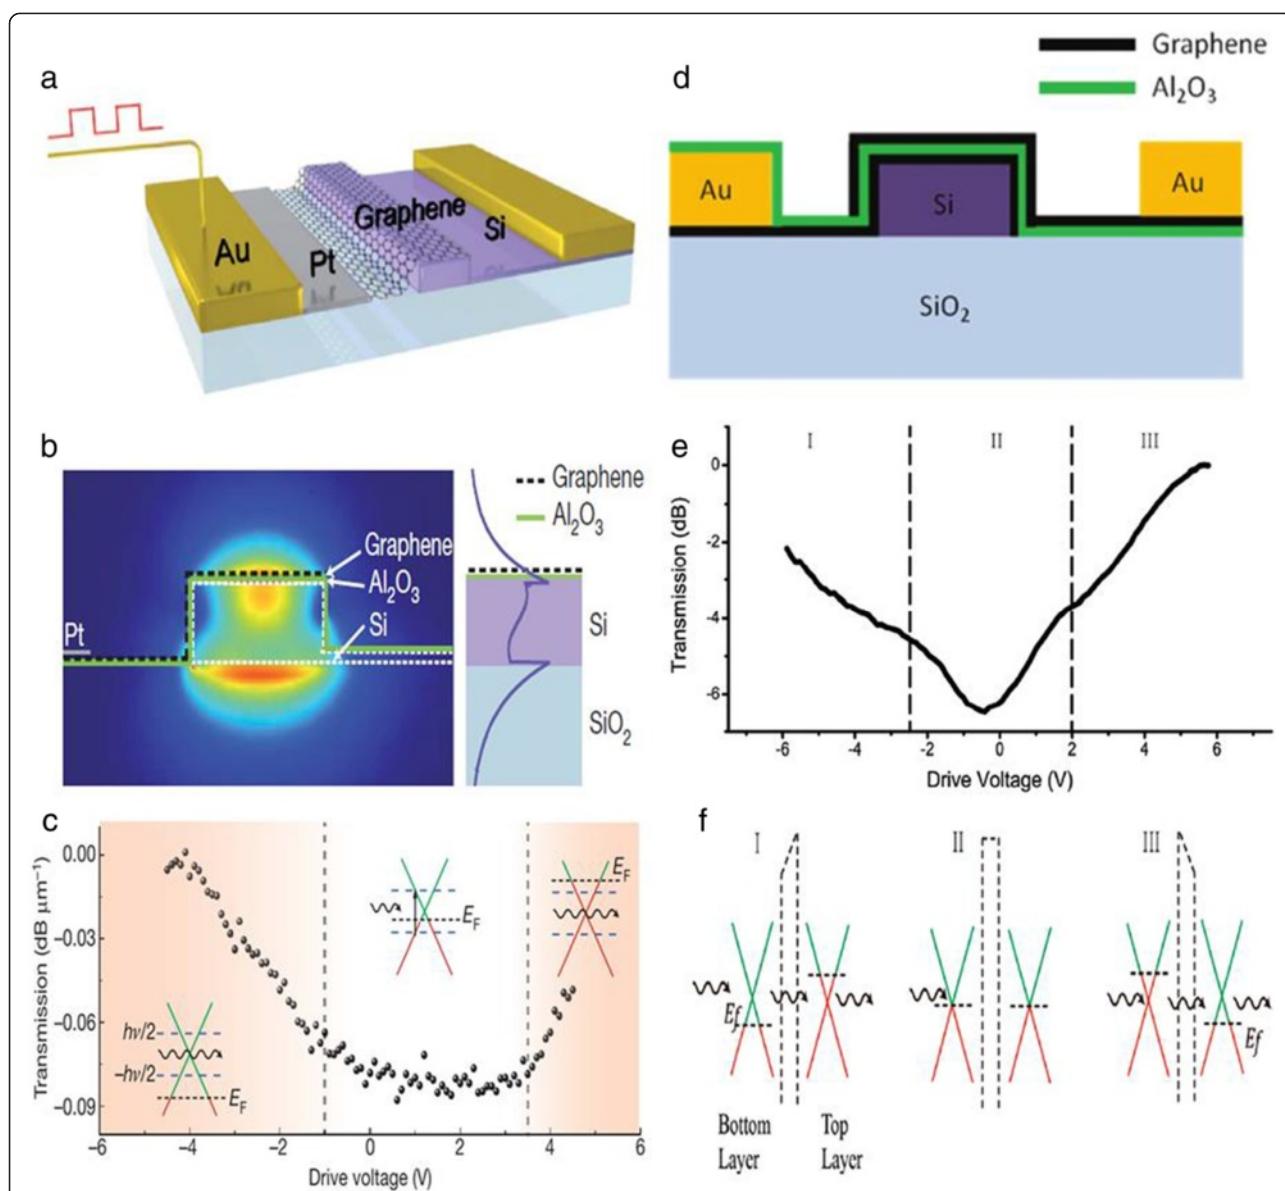 a
Au
Pt
Graphene
Si
d
Graphene
Al₂O₃
Au
Si
Au
SiO₂
b
Graphene
Al₂O₃
Graphene
Al₂O₃
Si
Pt
Si
SiO₂
e
I
II
III
0
-2
-4
-6
Transmission (dB)
-6
-4
-2
0
2
4
6
Drive Voltage (V)
c
0.00
−0.03
−0.06
−0.09
Transmission (dB μm⁻¹)
hν/2
−hν/2
E_F
E_F
E_F
−6
−4
−2
0
2
4
6
Drive voltage (V)
f
I
II
III
Ef
Ef
Bottom
Layer
Top
Layer